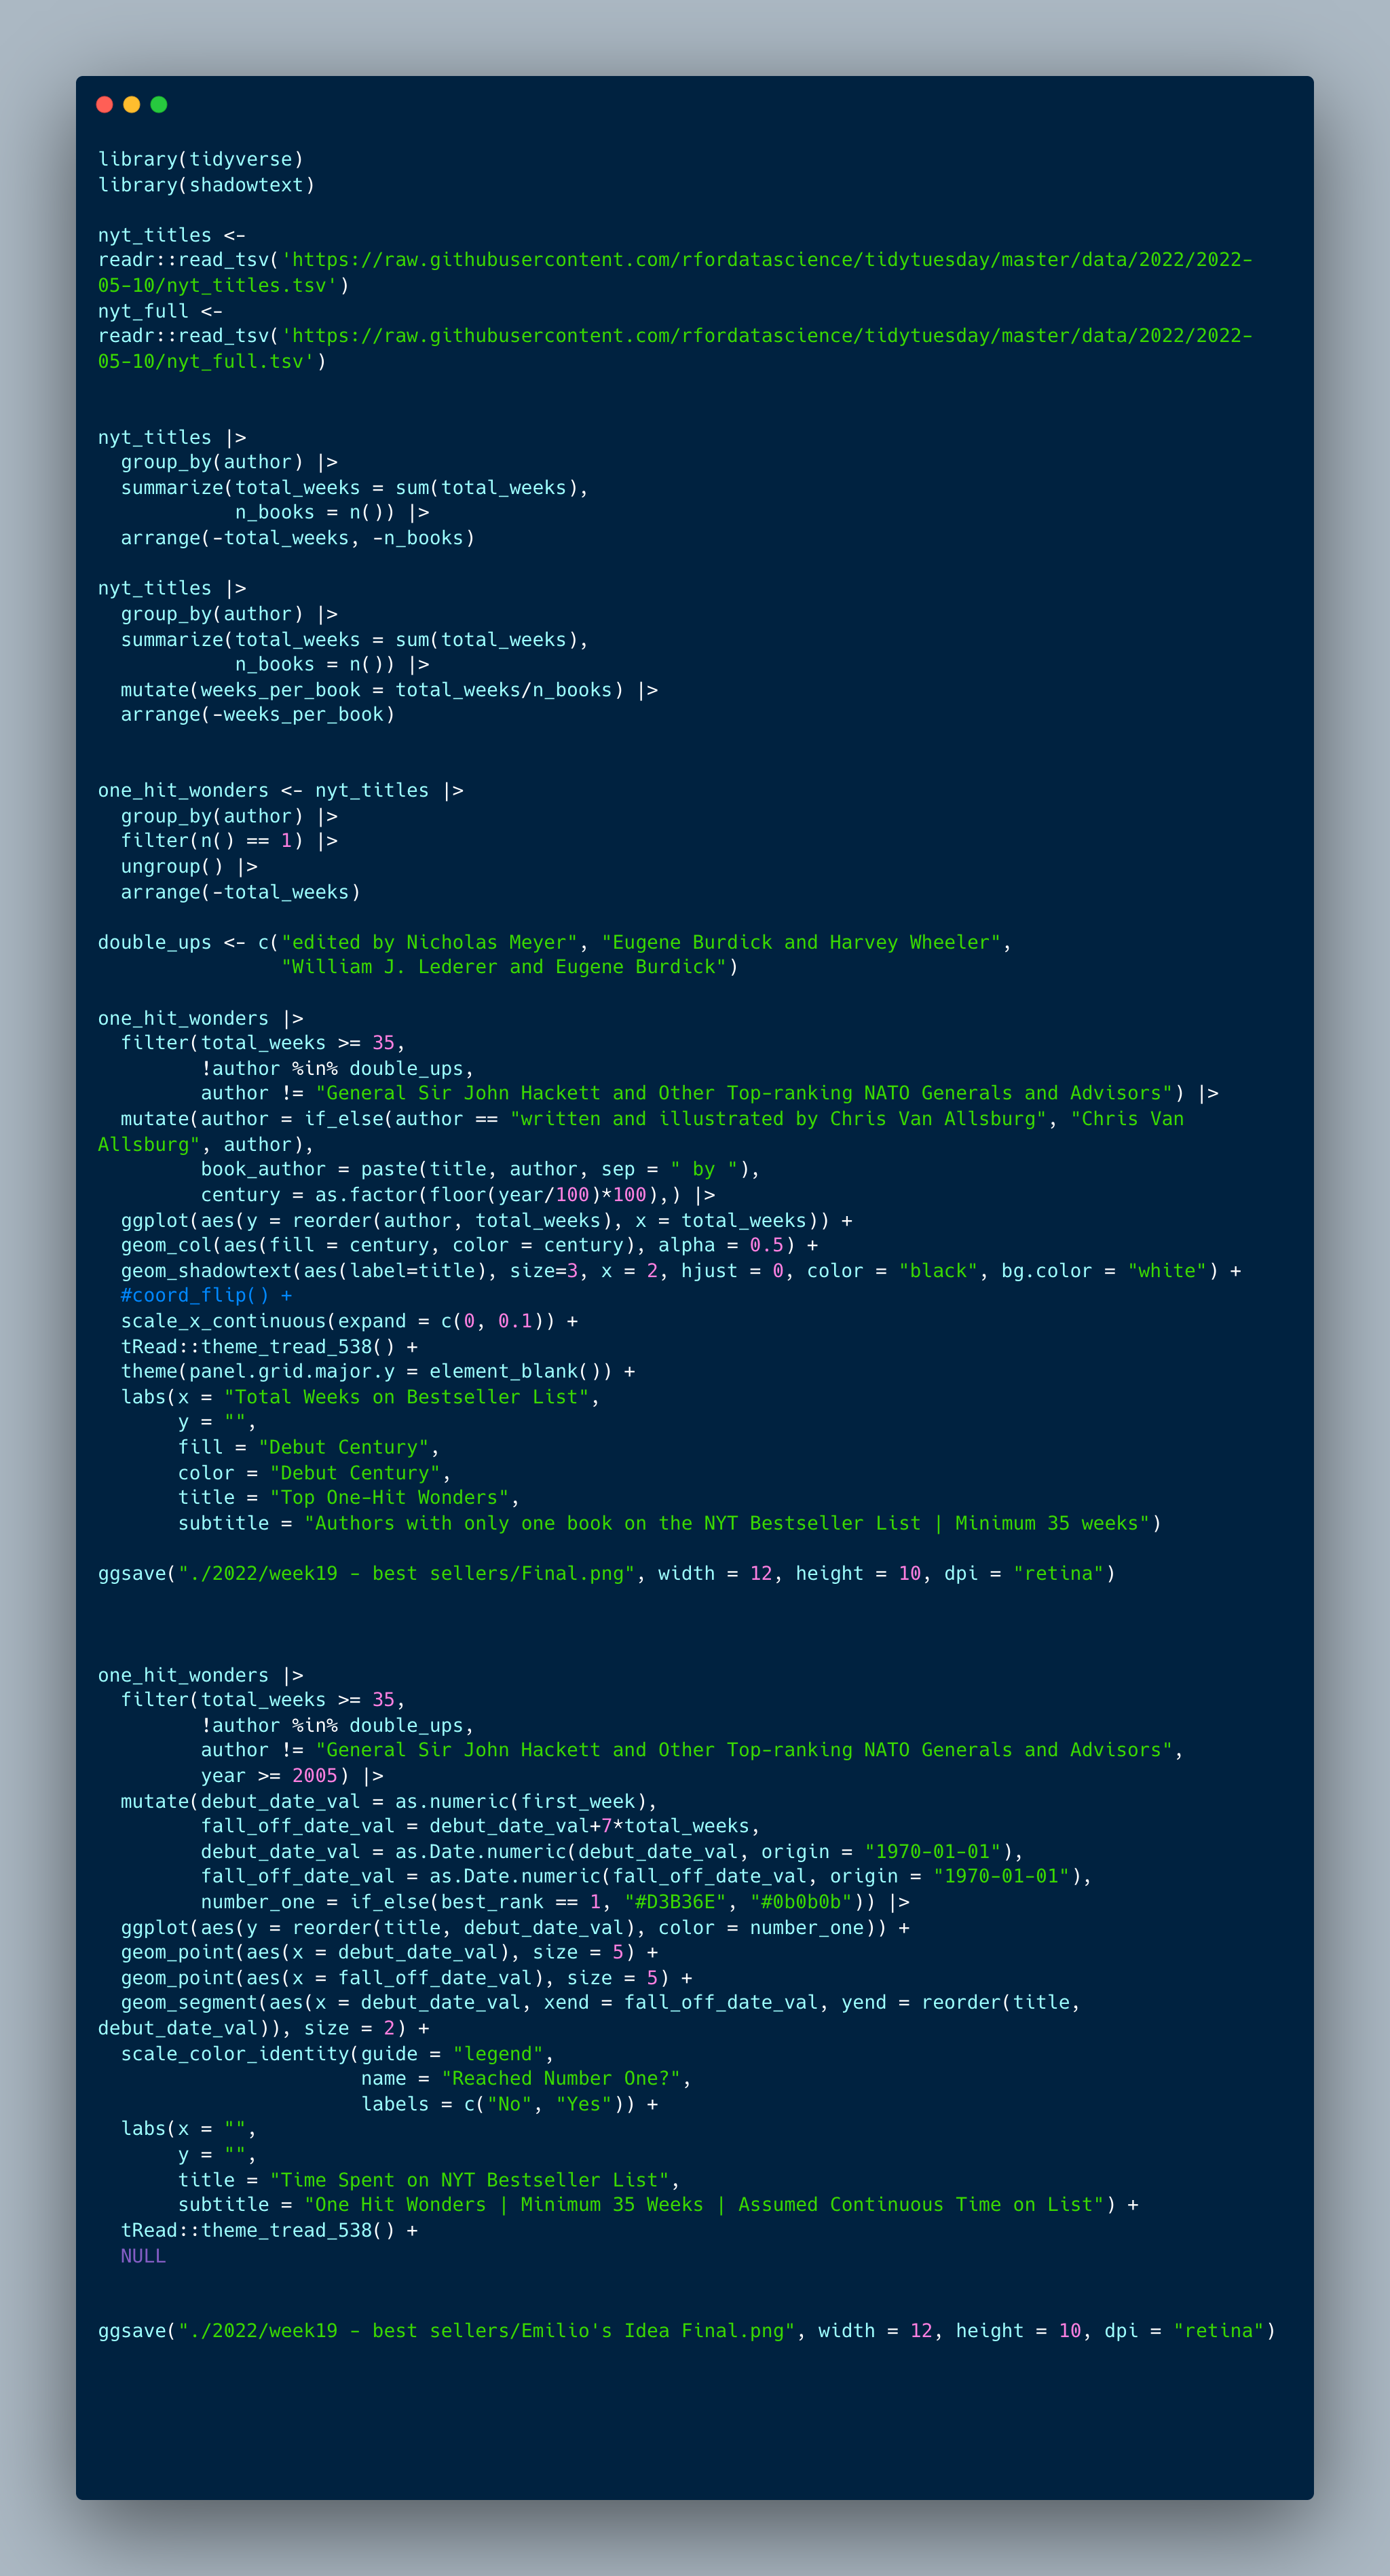 library(tidyverse)
library(shadowtext)

nyt_titles <-
readr::read_tsv('https://raw.githubusercontent.com/rfordatascience/tidytuesday/master/data/2022/2022-
05-10/nyt_titles.tsv')
nyt_full <-
readr::read_tsv('https://raw.githubusercontent.com/rfordatascience/tidytuesday/master/data/2022/2022-
05-10/nyt_full.tsv')


nyt_titles |>
  group_by(author) |>
  summarize(total_weeks = sum(total_weeks),
            n_books = n()) |>
  arrange(-total_weeks, -n_books)

nyt_titles |>
  group_by(author) |>
  summarize(total_weeks = sum(total_weeks),
            n_books = n()) |>
  mutate(weeks_per_book = total_weeks/n_books) |>
  arrange(-weeks_per_book)


one_hit_wonders <- nyt_titles |>
  group_by(author) |>
  filter(n() == 1) |>
  ungroup() |>
  arrange(-total_weeks)

double_ups <- c("edited by Nicholas Meyer", "Eugene Burdick and Harvey Wheeler",
                "William J. Lederer and Eugene Burdick")

one_hit_wonders |>
  filter(total_weeks >= 35,
         !author %in% double_ups,
         author != "General Sir John Hackett and Other Top-ranking NATO Generals and Advisors") |>
  mutate(author = if_else(author == "written and illustrated by Chris Van Allsburg", "Chris Van
Allsburg", author),
         book_author = paste(title, author, sep = " by "),
         century = as.factor(floor(year/100)*100),) |>
  ggplot(aes(y = reorder(author, total_weeks), x = total_weeks)) +
  geom_col(aes(fill = century, color = century), alpha = 0.5) +
  geom_shadowtext(aes(label=title), size=3, x = 2, hjust = 0, color = "black", bg.color = "white") +
  #coord_flip() +
  scale_x_continuous(expand = c(0, 0.1)) +
  tRead::theme_tread_538() +
  theme(panel.grid.major.y = element_blank()) +
  labs(x = "Total Weeks on Bestseller List",
       y = "",
       fill = "Debut Century",
       color = "Debut Century",
       title = "Top One-Hit Wonders",
       subtitle = "Authors with only one book on the NYT Bestseller List | Minimum 35 weeks")

ggsave("./2022/week19 - best sellers/Final.png", width = 12, height = 10, dpi = "retina")



one_hit_wonders |>
  filter(total_weeks >= 35,
         !author %in% double_ups,
         author != "General Sir John Hackett and Other Top-ranking NATO Generals and Advisors",
         year >= 2005) |>
  mutate(debut_date_val = as.numeric(first_week),
         fall_off_date_val = debut_date_val+7*total_weeks,
         debut_date_val = as.Date.numeric(debut_date_val, origin = "1970-01-01"),
         fall_off_date_val = as.Date.numeric(fall_off_date_val, origin = "1970-01-01"),
         number_one = if_else(best_rank == 1, "#D3B36E", "#0b0b0b")) |>
  ggplot(aes(y = reorder(title, debut_date_val), color = number_one)) +
  geom_point(aes(x = debut_date_val), size = 5) +
  geom_point(aes(x = fall_off_date_val), size = 5) +
  geom_segment(aes(x = debut_date_val, xend = fall_off_date_val, yend = reorder(title,
debut_date_val)), size = 2) +
  scale_color_identity(guide = "legend",
                       name = "Reached Number One?",
                       labels = c("No", "Yes")) +
  labs(x = "",
       y = "",
       title = "Time Spent on NYT Bestseller List",
       subtitle = "One Hit Wonders | Minimum 35 Weeks | Assumed Continuous Time on List") +
  tRead::theme_tread_538() +
  NULL


ggsave("./2022/week19 - best sellers/Emilio's Idea Final.png", width = 12, height = 10, dpi = "retina")